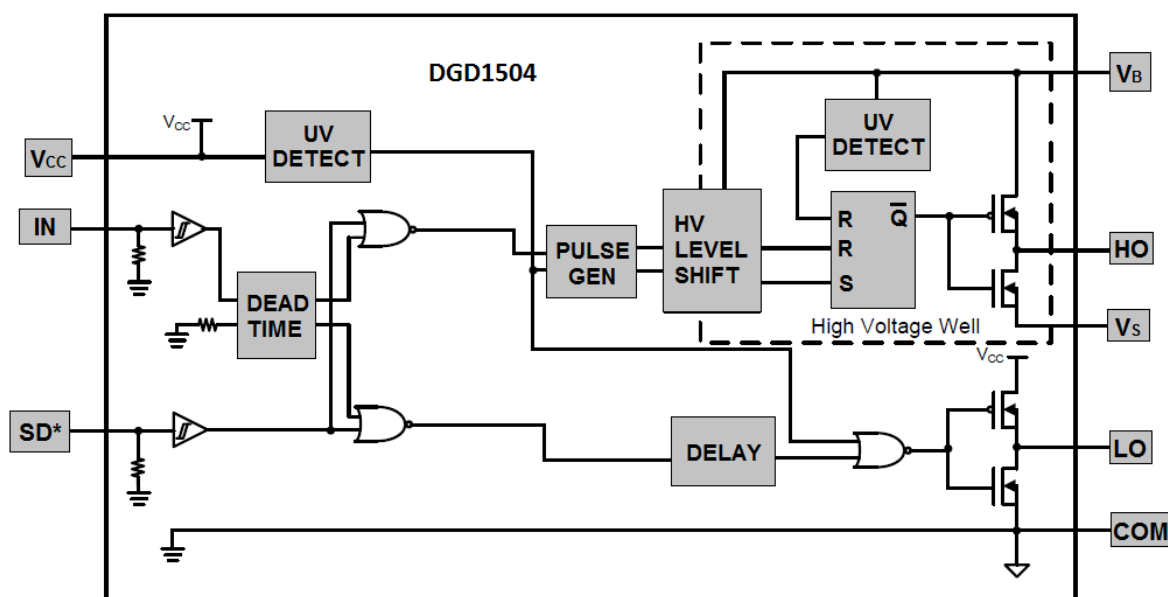 DGD1504
VB
VCC
UV
DETECT
UV
DETECT
VCC
IN
HV
LEVEL
SHIFT
R
Q̅
PULSE
GEN
R
S
HO
DEAD
TIME
High Voltage Well
VS
VCC
SD*
DELAY
LO
COM